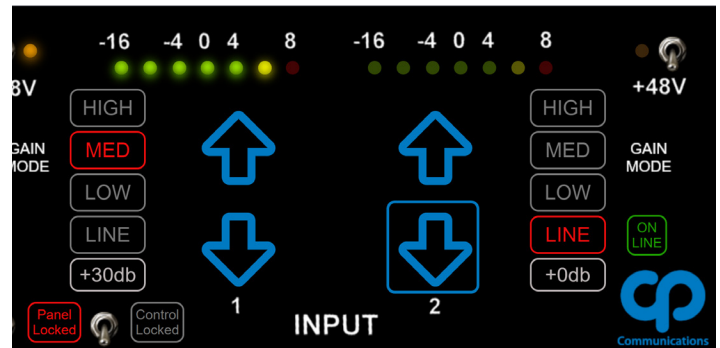 -16 -4 0 4 8
-16 -4 0 4 8
8V
+48V
HIGH
HIGH
GAIN
MODE
MED
MED
GAIN
MODE
LOW
LOW
LINE
LINE
ON
LINE
+30db
+0db
Panel
Locked
Control
Locked
1
INPUT
2
cp
Communications